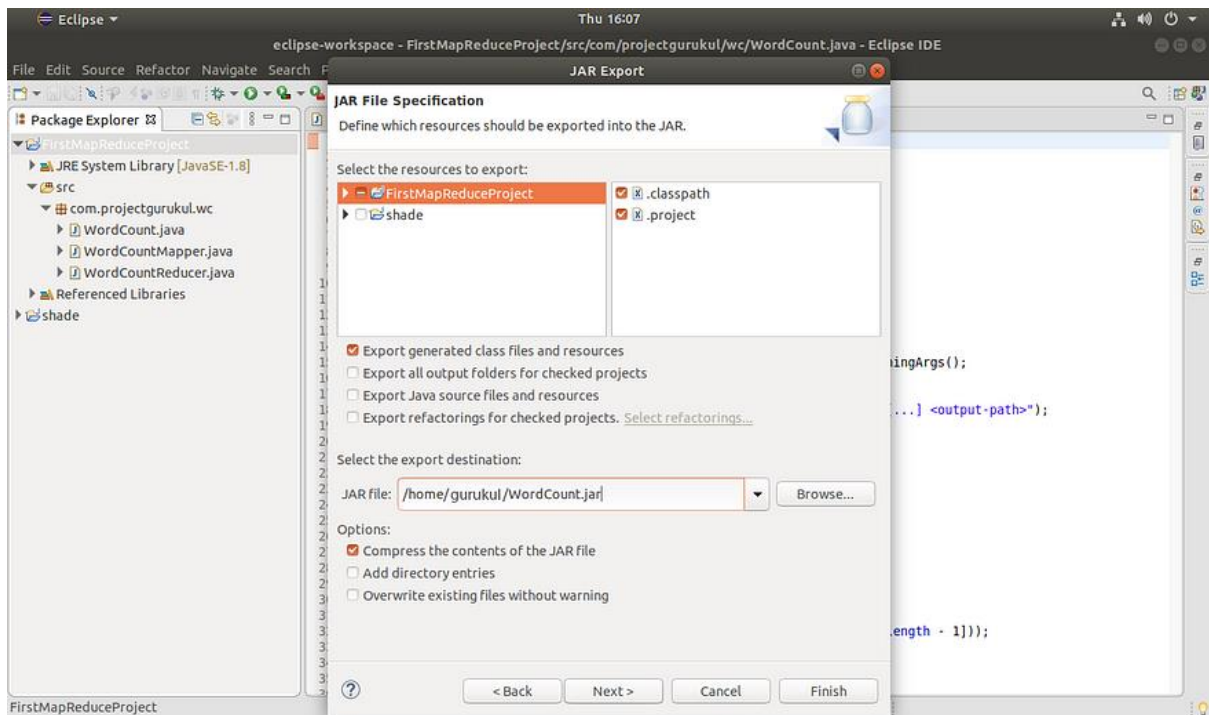 Eclipse
Thu 16:07
eclipse-workspace - FirstMapReduceProject/src/com/projectgurukul/wc/WordCount.java - Eclipse IDE
File Edit Source Refactor Navigate Search
JAR Export
Package Explorer
FirstMapReduceProject
JRE System Library [JavaSE-1.8]
src
com.projectgurukul.wc
WordCount.java
WordCountMapper.java
WordCountReducer.java
Referenced Libraries
shade
JAR File Specification
Define which resources should be exported into the JAR.
Select the resources to export:
FirstMapReduceProject
shade
.classpath
.project
Export generated class files and resources
Export all output folders for checked projects
Export Java source files and resources
Export refactorings for checked projects. Select refactorings...
Select the export destination:
JAR file: /home/gurukul/WordCount.jar
Browse...
Options:
Compress the contents of the JAR file
Add directory entries
Overwrite existing files without warning
< Back
Next >
Cancel
Finish
ingArgs();
...] <output-path>");
ength - 1]));
FirstMapReduceProject